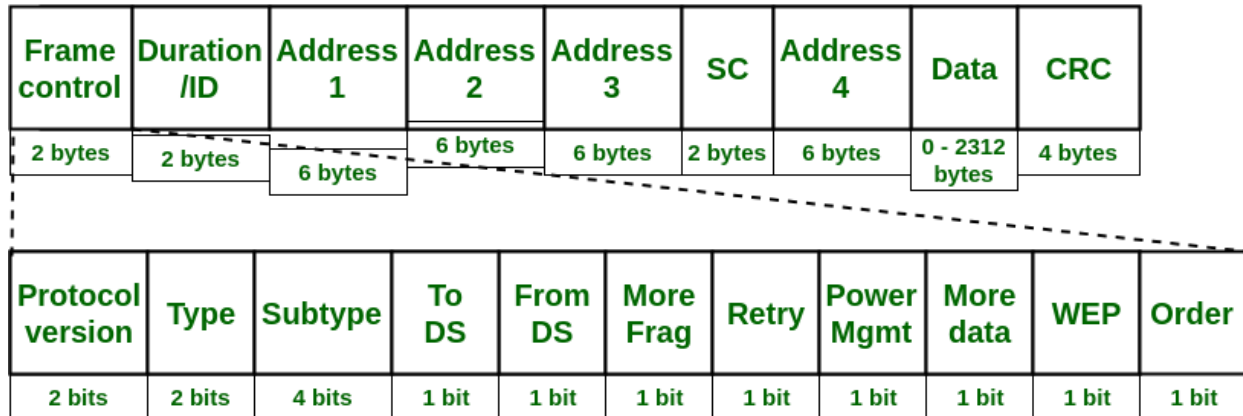 Frame control
Duration /ID
Address 1
Address 2
Address 3
SC
Address 4
Data
CRC
2 bytes
2 bytes
6 bytes
6 bytes
6 bytes
2 bytes
6 bytes
0 - 2312 bytes
4 bytes
Protocol version
Type
Subtype
To DS
From DS
More Frag
Retry
Power Mgmt
More data
WEP
Order
2 bits
2 bits
4 bits
1 bit
1 bit
1 bit
1 bit
1 bit
1 bit
1 bit
1 bit